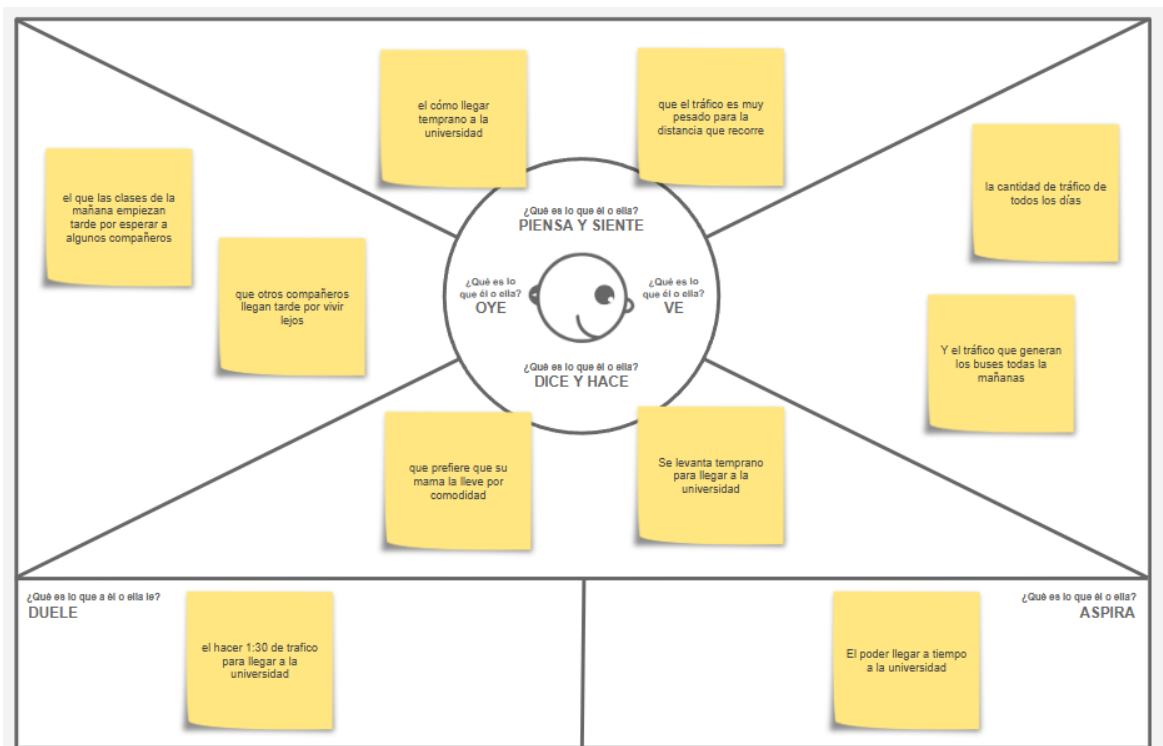 el cómo llegar
temprano a la
universidad
que el tráfico es muy
pesado para la
distancia que recorre
el que las clases de la
mañana empiezan
tarde por esperar a
algunos compañeros
que otros compañeros
llegan tarde por vivir
lejos
la cantidad de tráfico de
todos los días
Y el tráfico que generan
los buses todas la
mañanas
¿Qué es lo que él o ella?
PIENSA Y SIENTE
¿Qué es lo
que él o ella?
OYE
¿Qué es lo
que él o ella?
VE
¿Qué es lo que él o ella?
DICE Y HACE
que prefiere que su
mama la lleve por
comodidad
Se levanta temprano
para llegar a la
universidad
¿Qué es lo que a él o ella le?
DUELE
el hacer 1:30 de trafico
para llegar a la
universidad
¿Qué es lo que él o ella?
ASPIRA
El poder llegar a tiempo
a la universidad